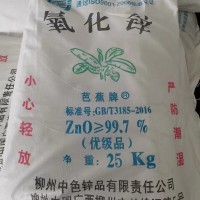 氧化锌
小心轻放
严防潮湿
芭蕉牌
标准号:GB/T3185-2016
ZnO≥99.7%
(优级品)
净重:25Kg
柳州中色锌品有限责任公司